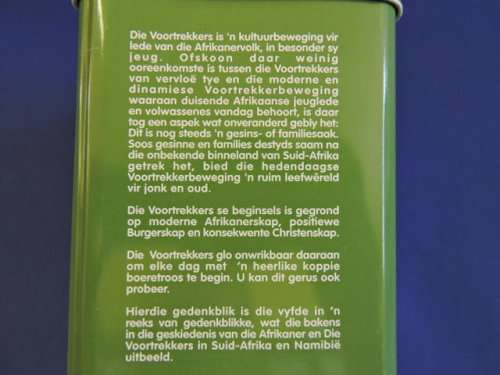 Die Voortrekkers is 'n kultuurbeweging vir
lede van die Afrikanervolk, in besonder sy
jeug. Ofskoon daar weinig
ooreenkomste is tussen die Voortrekkers
van vervloë tye en die moderne en
dinamiese Voortrekkerbeweging
waaraan duisende Afrikaanse jeuglede
en volwassenes vandag behoort, is daar
tog een aspek wat onveranderd gebly het:
Dit is nog steeds 'n gesins- of familiesaak.
Soos gesinne en families destyds saam na
die onbekende binneland van Suid-Afrika
getrek het, bied die hedendaagse
Voortrekkerbeweging 'n ruim leefwêreld
vir jonk en oud.
Die Voortrekkers se beginsels is gegrond
op moderne Afrikanerskap, positiewe
Burgerskap en konsekwente Christenskap.
Die Voortrekkers glo onwrikbaar daaraan
om elke dag met 'n heerlike koppie
boeretroos te begin. U kan dit gerus ook
probeer.
Hierdie gedenkblik is die vyfde in 'n
reeks van gedenkblikke, wat die bakens
in die geskiedenis van die Afrikaner en Die
Voortrekkers in Suid-Afrika en Namibië
uitbeeld.